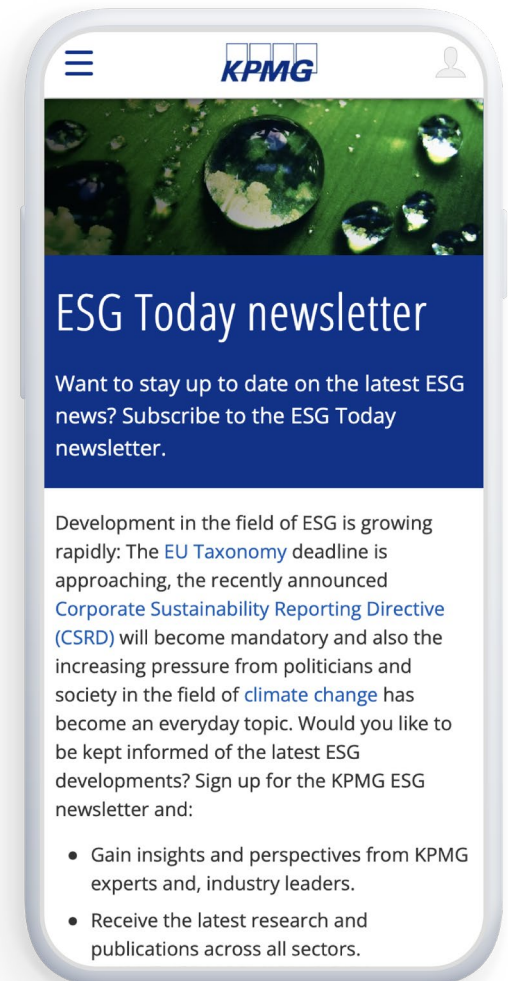 KPMG
ESG Today newsletter
Want to stay up to date on the latest ESG
news? Subscribe to the ESG Today
newsletter.
Development in the field of ESG is growing
rapidly: The EU Taxonomy deadline is
approaching, the recently announced
Corporate Sustainability Reporting Directive
(CSRD) will become mandatory and also the
increasing pressure from politicians and
society in the field of climate change has
become an everyday topic. Would you like to
be kept informed of the latest ESG
developments? Sign up for the KPMG ESG
newsletter and:
• Gain insights and perspectives from KPMG
experts and, industry leaders.
• Receive the latest research and
publications across all sectors.